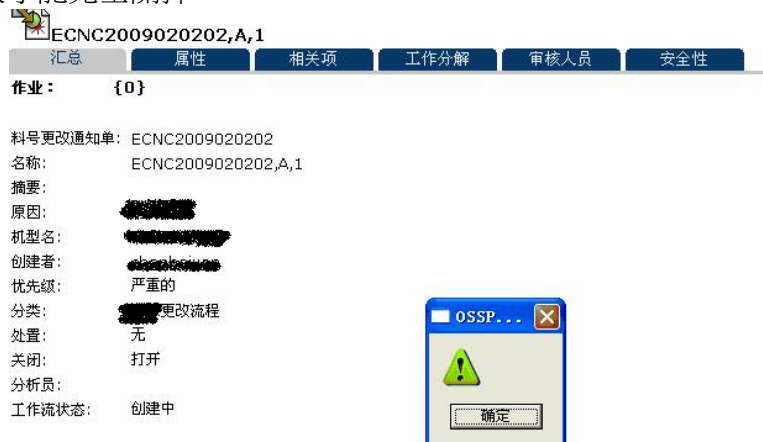 ECNC2009020202,A,1
汇总 属性 相关项 工作分解 审核人员 安全性
作业： {0}
料号更改通知单: ECNC2009020202
名称: ECNC2009020202,A,1
摘要:
原因:
机型名:
创建者:
优先级: 严重的
分类: 更改流程
处置: 无
关闭: 打开
分析员:
工作流状态: 创建中
OSSP...
确定